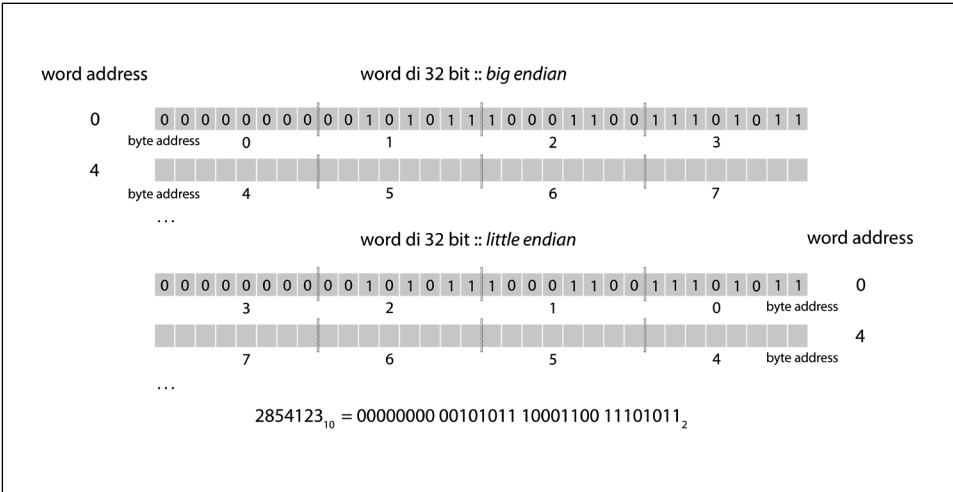 word address word di 32 bit :: big endian
0 0 0 0 0 0 0 0 0 0 0 1 0 1 0 1 1 1 0 0 0 1 1 0 0 1 1 1 0 1 0 1 1
byte address 0 1 2 3
4
byte address 4 5 6 7
...
word di 32 bit :: little endian word address
0 0 0 0 0 0 0 0 0 0 1 0 1 0 1 1 1 0 0 0 1 1 0 0 1 1 1 0 1 0 1 1 0
3 2 1 0 byte address
4
7 6 5 4 byte address
...
2854123₁₀ = 00000000 00101011 10001100 11101011₂